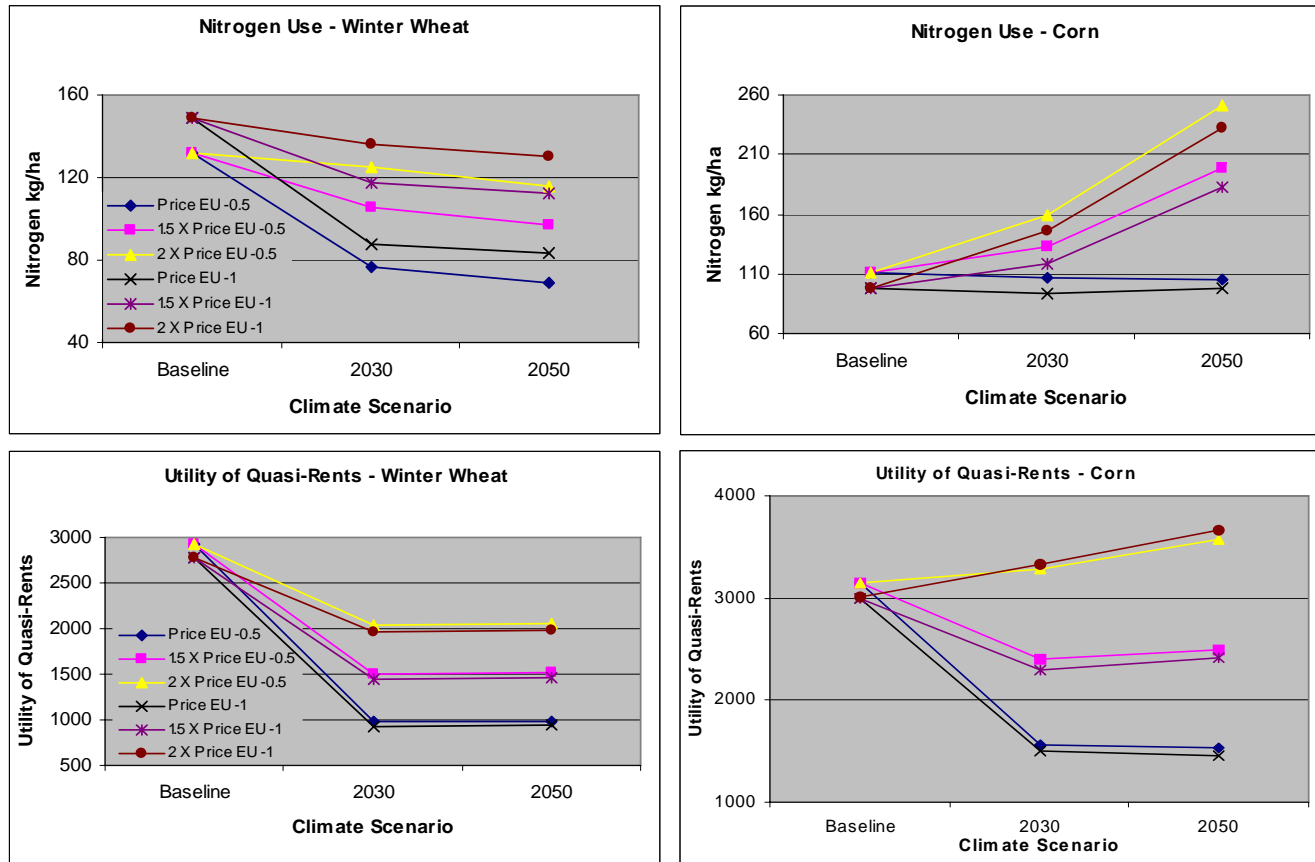 Nitrogen Use - Winter Wheat
Nitrogen kg/ha
160
120
80
40
Price EU -0.5
1.5 X Price EU -0.5
2 X Price EU -0.5
Price EU -1
1.5 X Price EU -1
2 X Price EU -1
Baseline 2030 2050
Climate Scenario
Nitrogen Use - Corn
Nitrogen kg/ha
260
210
160
110
60
Baseline 2030 2050
Climate Scenario
Utility of Quasi-Rents - Winter Wheat
Utility of Quasi-Rents
3000
2500
2000
1500
1000
500
Price EU -0.5
1.5 X Price EU -0.5
2 X Price EU -0.5
Price EU -1
1.5 X Price EU -1
2 X Price EU -1
Baseline 2030 2050
Climate Scenario
Utility of Quasi-Rents - Corn
Utility of Quasi-Rents
4000
3000
2000
1000
Baseline 2030 2050
Climate Scenario